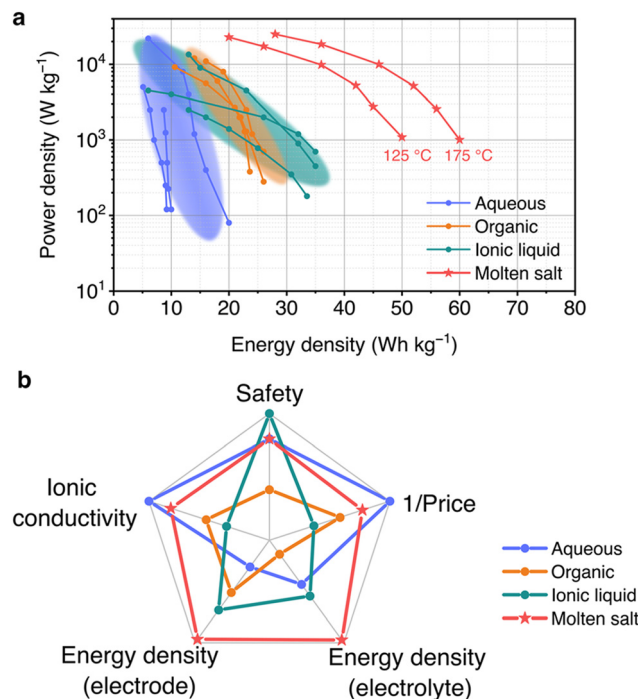 a
Power density (W kg⁻¹)
10⁴
10³
10²
10¹
0 10 20 30 40 50 60 70 80
Energy density (Wh kg⁻¹)
125 °C
175 °C
Aqueous
Organic
Ionic liquid
Molten salt
b
Safety
Ionic
conductivity
1/Price
Energy density
(electrode)
Energy density
(electrolyte)
Aqueous
Organic
Ionic liquid
Molten salt